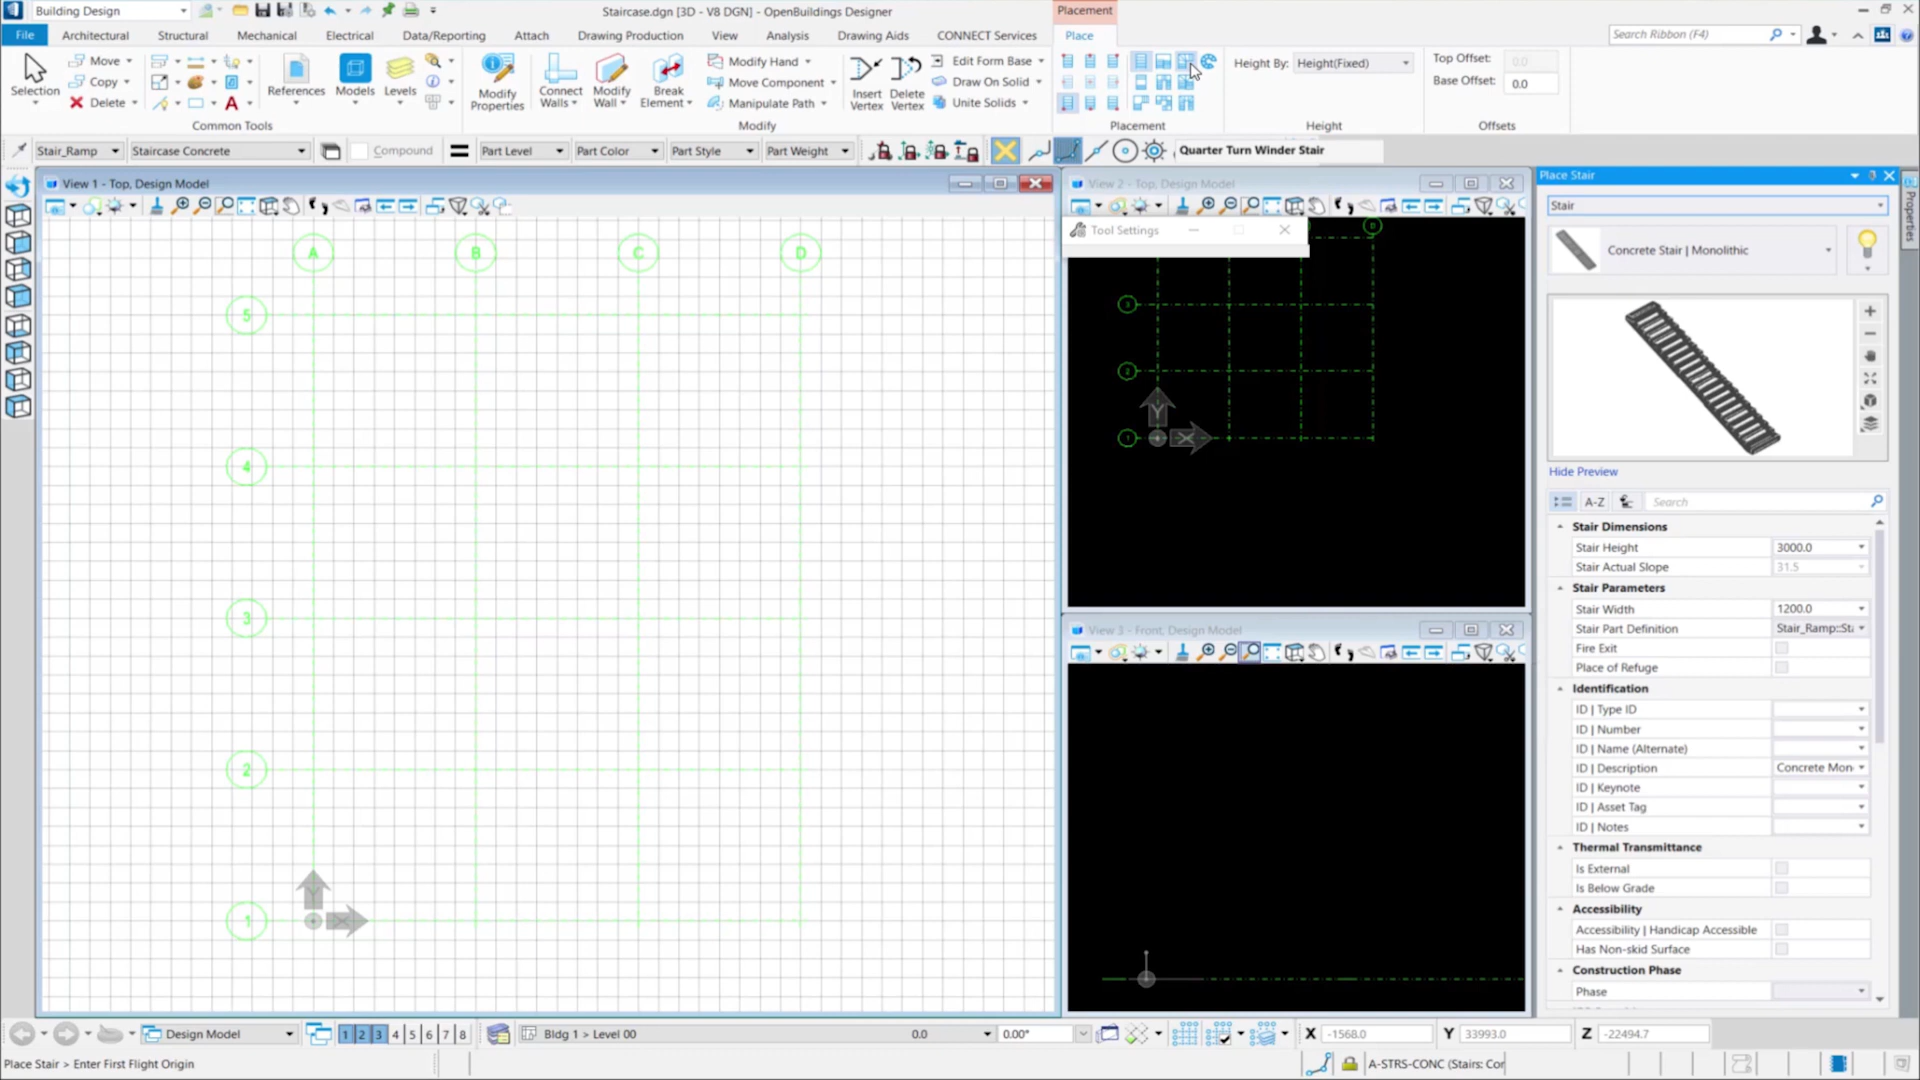 Building Design
Staircase.dgn [3D - V8 DGN] - OpenBuildings Designer
Placement
File
Architectural
Structural
Mechanical
Electrical
Data/Reporting
Attach
Drawing Production
View
Analysis
Drawing Aids
CONNECT Services
Place
Search Ribbon (F4)
Selection
Move
Copy
Delete
A
References
Models
Levels
Common Tools
Modify Properties
Connect Walls
Modify Wall
Break Element
Modify Hand
Move Component
Manipulate Path
Insert Vertex
Delete Vertex
Edit Form Base
Draw On Solid
Unite Solids
Modify
Placement
Height By:
Height(Fixed)
Height
Top Offset:
0.0
Base Offset:
0.0
Offsets
Stair_Ramp
Staircase Concrete
Compound
Part Level
Part Color
Part Style
Part Weight
Quarter Turn Winder Stair
View 1 - Top, Design Model
A
B
C
D
5
4
3
2
1
View 2 - Top, Design Model
Tool Settings
D
3
2
1
Y
X
View 3 - Front, Design Model
Place Stair
Stair
Concrete Stair | Monolithic
Hide Preview
A-Z
Search
Stair Dimensions
Stair Height 3000.0
Stair Actual Slope 31.5
Stair Parameters
Stair Width 1200.0
Stair Part Definition Stair_Ramp::Sta
Fire Exit
Place of Refuge
Identification
ID | Type ID
ID | Number
ID | Name (Alternate)
ID | Description Concrete Mon
ID | Keynote
ID | Asset Tag
ID | Notes
Thermal Transmittance
Is External
Is Below Grade
Accessibility
Accessibility | Handicap Accessible
Has Non-skid Surface
Construction Phase
Phase
Properties
Design Model
1 2 3 4 5 6 7 8
Bldg 1 > Level 00
0.0
0.00°
X -1568.0
Y 33993.0
Z -22494.7
Place Stair > Enter First Flight Origin
A-STRS-CONC (Stairs: Cor